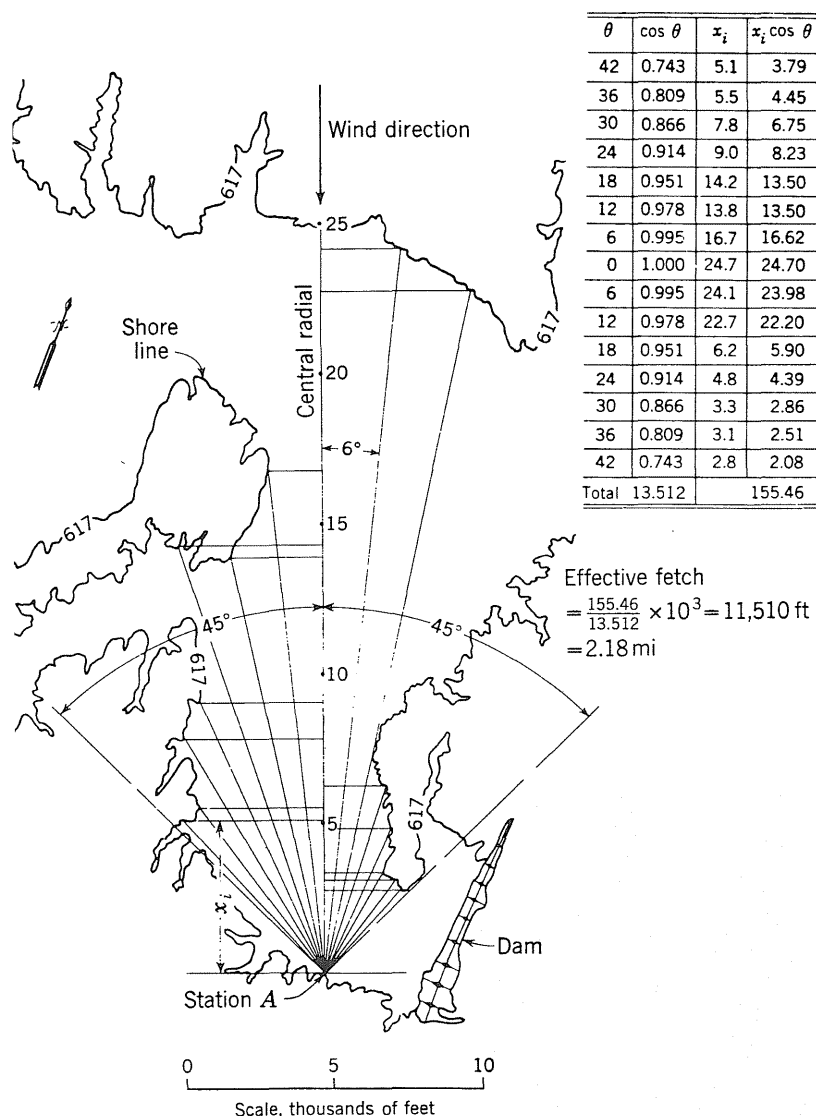 θ cos θ x_i x_i cos θ
42 0.743 5.1 3.79
36 0.809 5.5 4.45
30 0.866 7.8 6.75
24 0.914 9.0 8.23
18 0.951 14.2 13.50
12 0.978 13.8 13.50
6 0.995 16.7 16.62
0 1.000 24.7 24.70
6 0.995 24.1 23.98
12 0.978 22.7 22.20
18 0.951 6.2 5.90
24 0.914 4.8 4.39
30 0.866 3.3 2.86
36 0.809 3.1 2.51
42 0.743 2.8 2.08
Total 13.512 155.46
Wind direction
617
25
617
Central radial
Shore
line
20
6°
15
617
Effective fetch
= 155.46/13.512 × 10³ = 11,510 ft
= 2.18 mi
45°
45°
617
10
617
5
x_i
Dam
Station A
0 5 10
Scale, thousands of feet